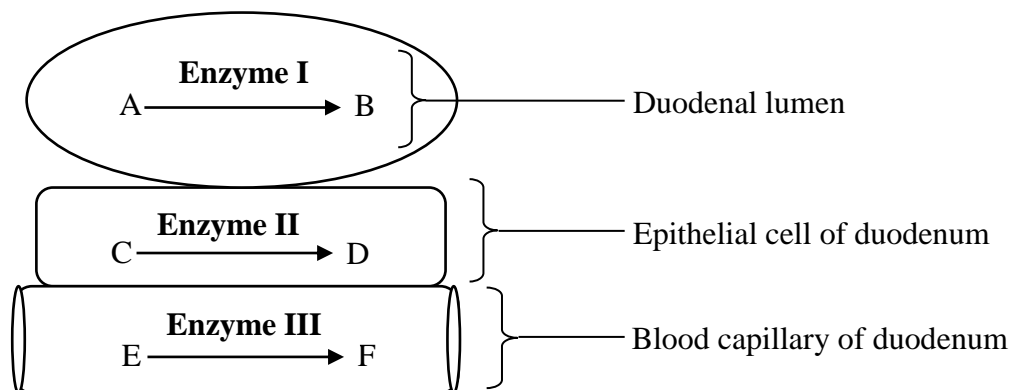 Enzyme I
A B
Duodenal lumen
Enzyme II
C D
Epithelial cell of duodenum
Enzyme III
E F
Blood capillary of duodenum